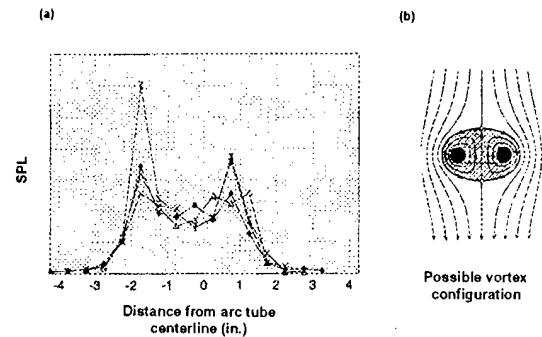 (a)
(b)
SPL
-4 -3 -2 -1 0 1 2 3 4
Distance from arc tube
centerline (in.)
Possible vortex
configuration